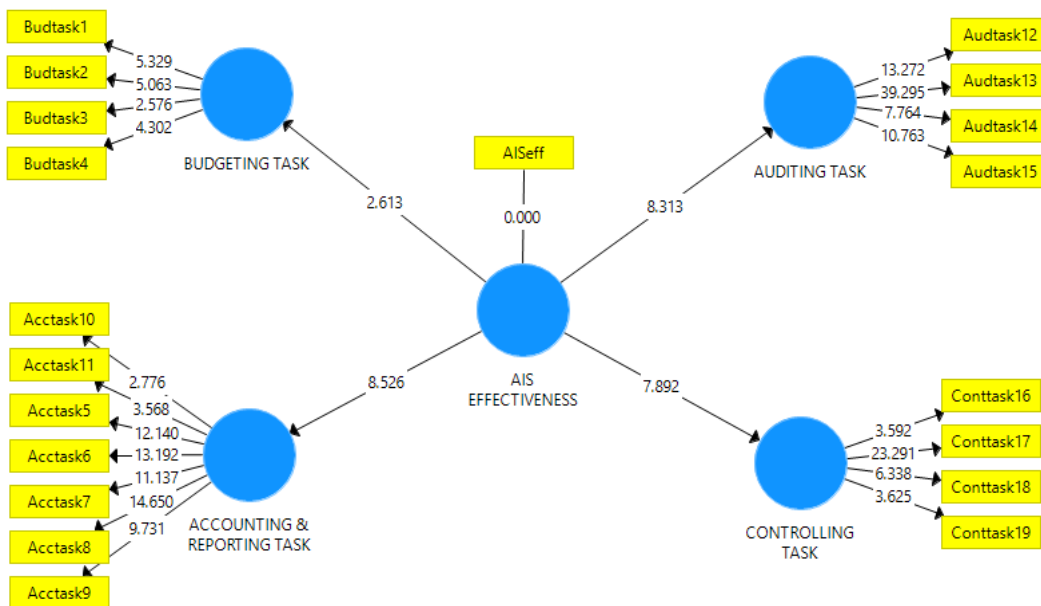 Budtask1
Budtask2
Budtask3
Budtask4
5.329
5.063
2.576
4.302
BUDGETING TASK
AISeff
0.000
Audtask12
Audtask13
Audtask14
Audtask15
13.272
39.295
7.764
10.763
AUDITING TASK
2.613
8.313
AIS
EFFECTIVENESS
8.526
7.892
Acctask10
Acctask11
Acctask5
Acctask6
Acctask7
Acctask8
Acctask9
2.776
3.568
12.140
13.192
11.137
14.650
9.731
ACCOUNTING &
REPORTING TASK
Conttask16
Conttask17
Conttask18
Conttask19
3.592
23.291
6.338
3.625
CONTROLLING
TASK